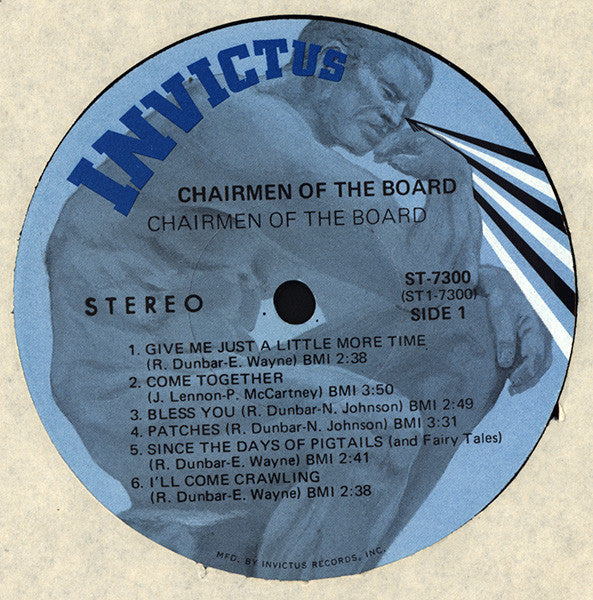 INVICTUS
CHAIRMEN OF THE BOARD
CHAIRMEN OF THE BOARD
ST-7300
(ST1-7300)
STEREO
SIDE 1
1. GIVE ME JUST A LITTLE MORE TIME
(R. Dunbar-E. Wayne) BMI 2:38
2. COME TOGETHER
(J. Lennon-P. McCartney) BMI 3:50
3. BLESS YOU (R. Dunbar-N. Johnson) BMI 2:49
4. PATCHES (R. Dunbar-N. Johnson) BMI 3:31
5. SINCE THE DAYS OF PIGTAILS (and Fairy Tales)
(R. Dunbar-E. Wayne) BMI 2:41
6. I'LL COME CRAWLING
(R. Dunbar-E. Wayne) BMI 2:38
MFD. BY INVICTUS RECORDS, INC.